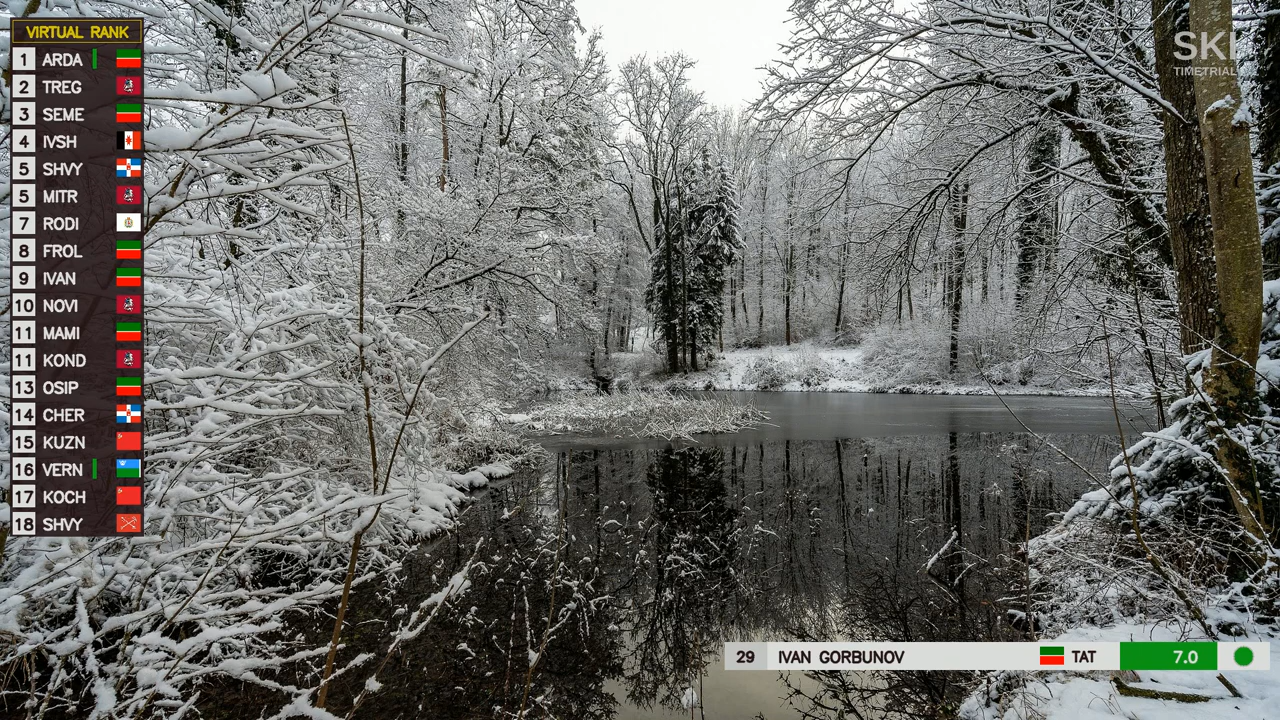 VIRTUAL RANK
1 ARDA
2 TREG
3 SEME
4 IVSH
5 SHVY
5 MITR
7 RODI
8 FROL
9 IVAN
10 NOVI
11 MAMI
11 KOND
13 OSIP
14 CHER
15 KUZN
16 VERN
17 KOCH
18 SHVY
SKI
TIMETRIAL
29 IVAN GORBUNOV TAT 7.0